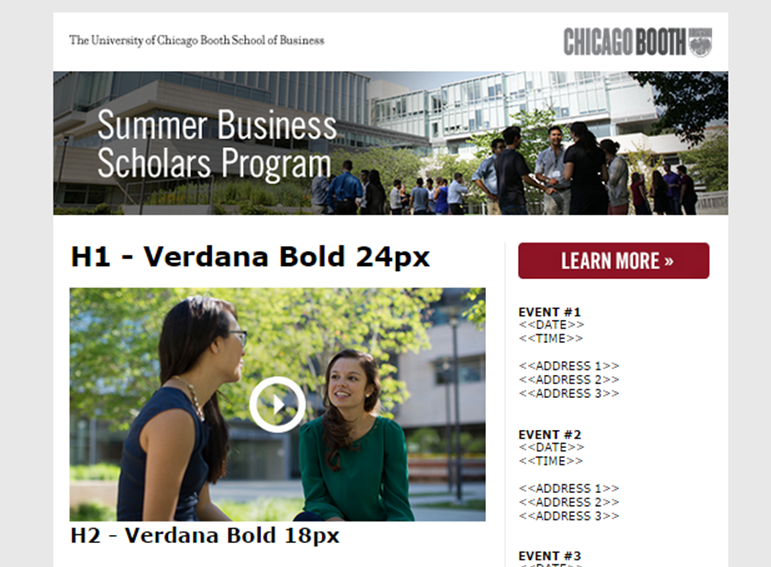 The University of Chicago Booth School of Business
CHICAGO BOOTH
Summer Business
Scholars Program
H1 - Verdana Bold 24px
H2 - Verdana Bold 18px
LEARN MORE »
EVENT #1
<<DATE>>
<<TIME>>
<<ADDRESS 1>>
<<ADDRESS 2>>
<<ADDRESS 3>>
EVENT #2
<<DATE>>
<<TIME>>
<<ADDRESS 1>>
<<ADDRESS 2>>
<<ADDRESS 3>>
EVENT #3
<<DATE>>